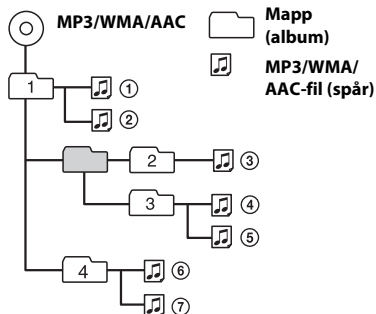 MP3/WMA/AAC
Mapp
(album)
MP3/WMA/
AAC-fil (spår)
1
①
②
2
③
3
④
⑤
4
⑥
⑦